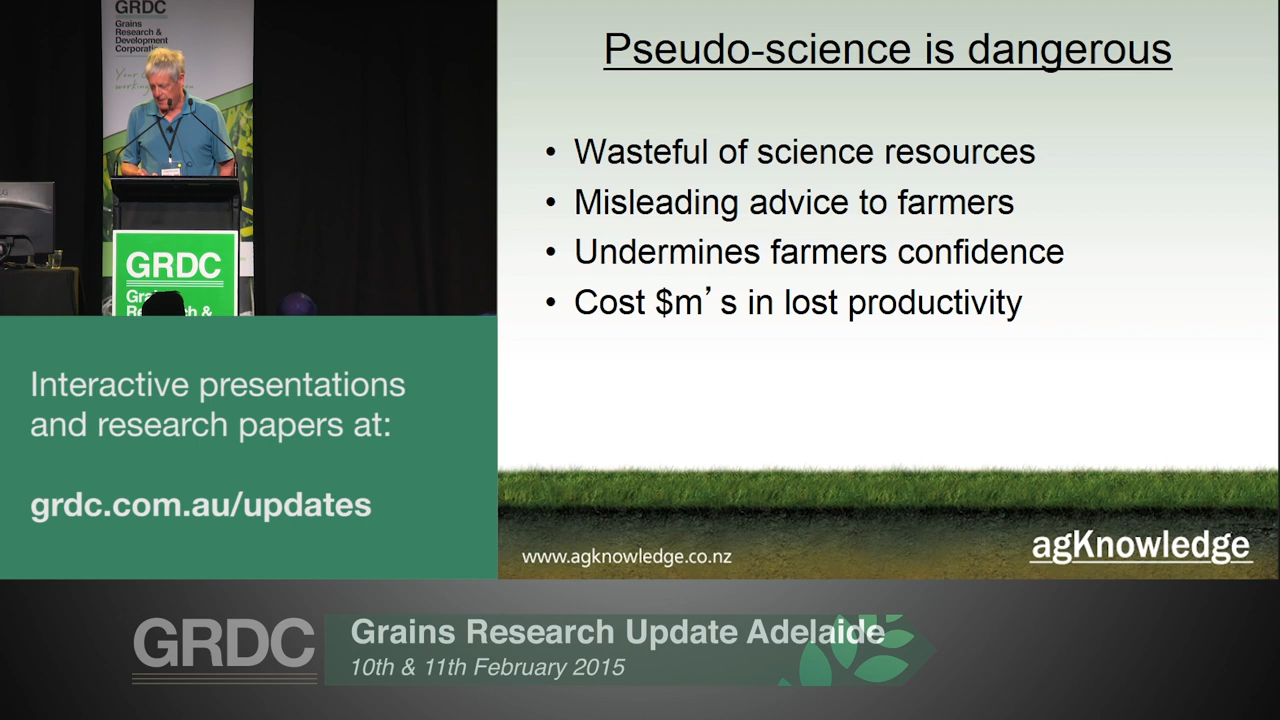 GRDC
Grains
Research &
Development
Corporation
GRDC
Grains
Research &
Pseudo-science is dangerous
• Wasteful of science resources
• Misleading advice to farmers
• Undermines farmers confidence
• Cost $m’s in lost productivity
www.agknowledge.co.nz
agKnowledge
Interactive presentations
and research papers at:
grdc.com.au/updates
GRDC
Grains Research Update Adelaide
10th & 11th February 2015